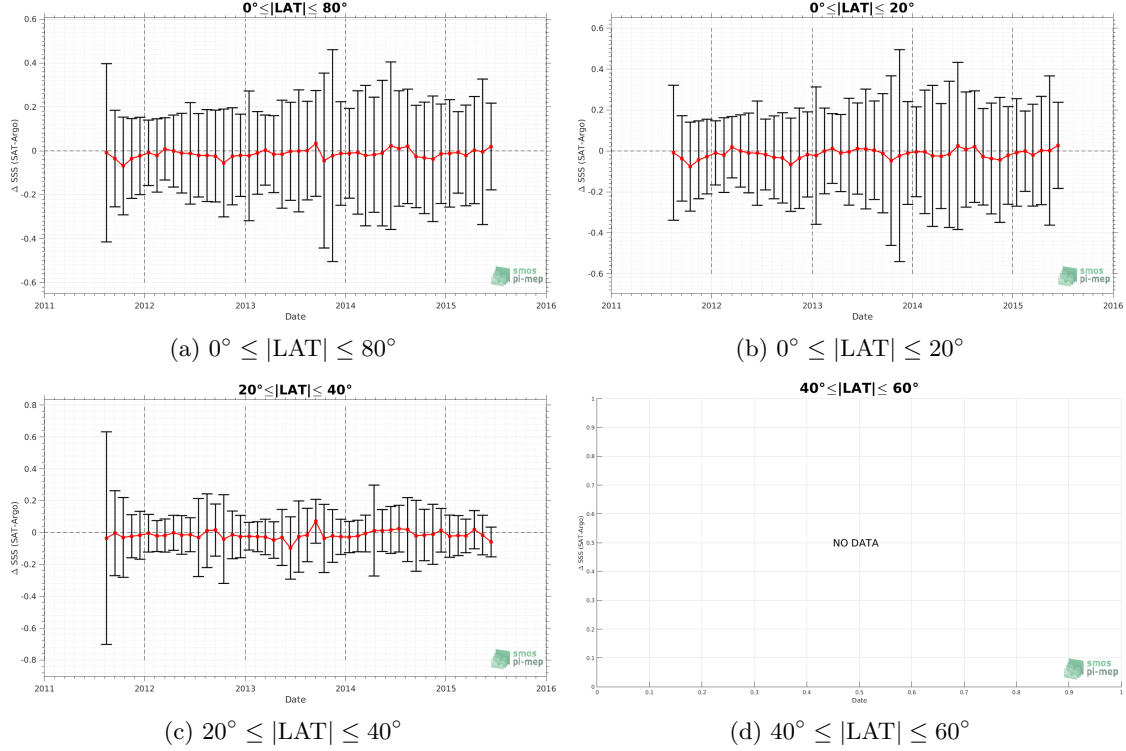 0°≤|LAT|≤ 80°
0.6
0.4
0.2
0
-0.2
-0.4
-0.6
Δ SSS (SAT-Argo)
2011
2012
2013
2014
2015
2016
Date
smos
pi-mep
(a) 0° ≤ |LAT| ≤ 80°
0°≤|LAT|≤ 20°
0.6
0.4
0.2
0
-0.2
-0.4
-0.6
Δ SSS (SAT-Argo)
2011
2012
2013
2014
2015
2016
Date
smos
pi-mep
(b) 0° ≤ |LAT| ≤ 20°
20°≤|LAT|≤ 40°
0.8
0.6
0.4
0.2
0
-0.2
-0.4
-0.6
-0.8
Δ SSS (SAT-Argo)
2011
2012
2013
2014
2015
2016
Date
smos
pi-mep
(c) 20° ≤ |LAT| ≤ 40°
40°≤|LAT|≤ 60°
1
0.9
0.8
0.7
0.6
0.5
0.4
0.3
0.2
0.1
0
Δ SSS (SAT-Argo)
NO DATA
0
0.1
0.2
0.3
0.4
0.5
0.6
0.7
0.8
0.9
1
Date
smos
pi-mep
(d) 40° ≤ |LAT| ≤ 60°